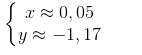 x ≈ 0,05
y ≈ −1,17